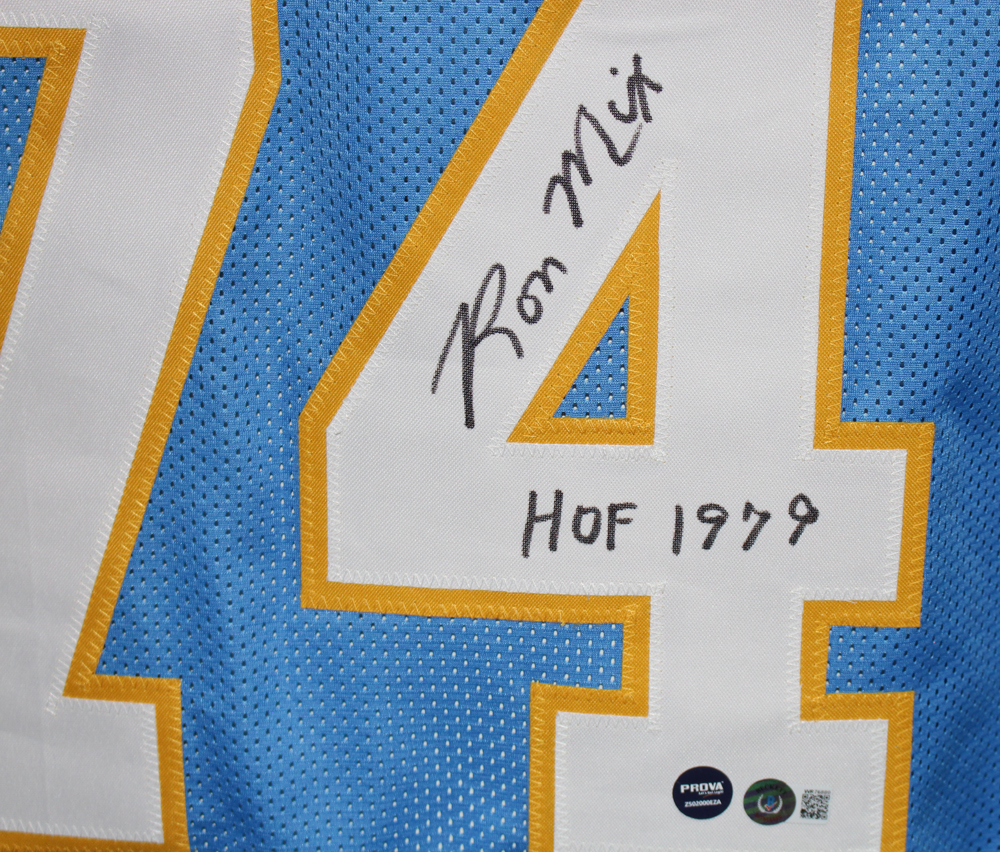 74
Ron Mix
HOF 1979
PROVA